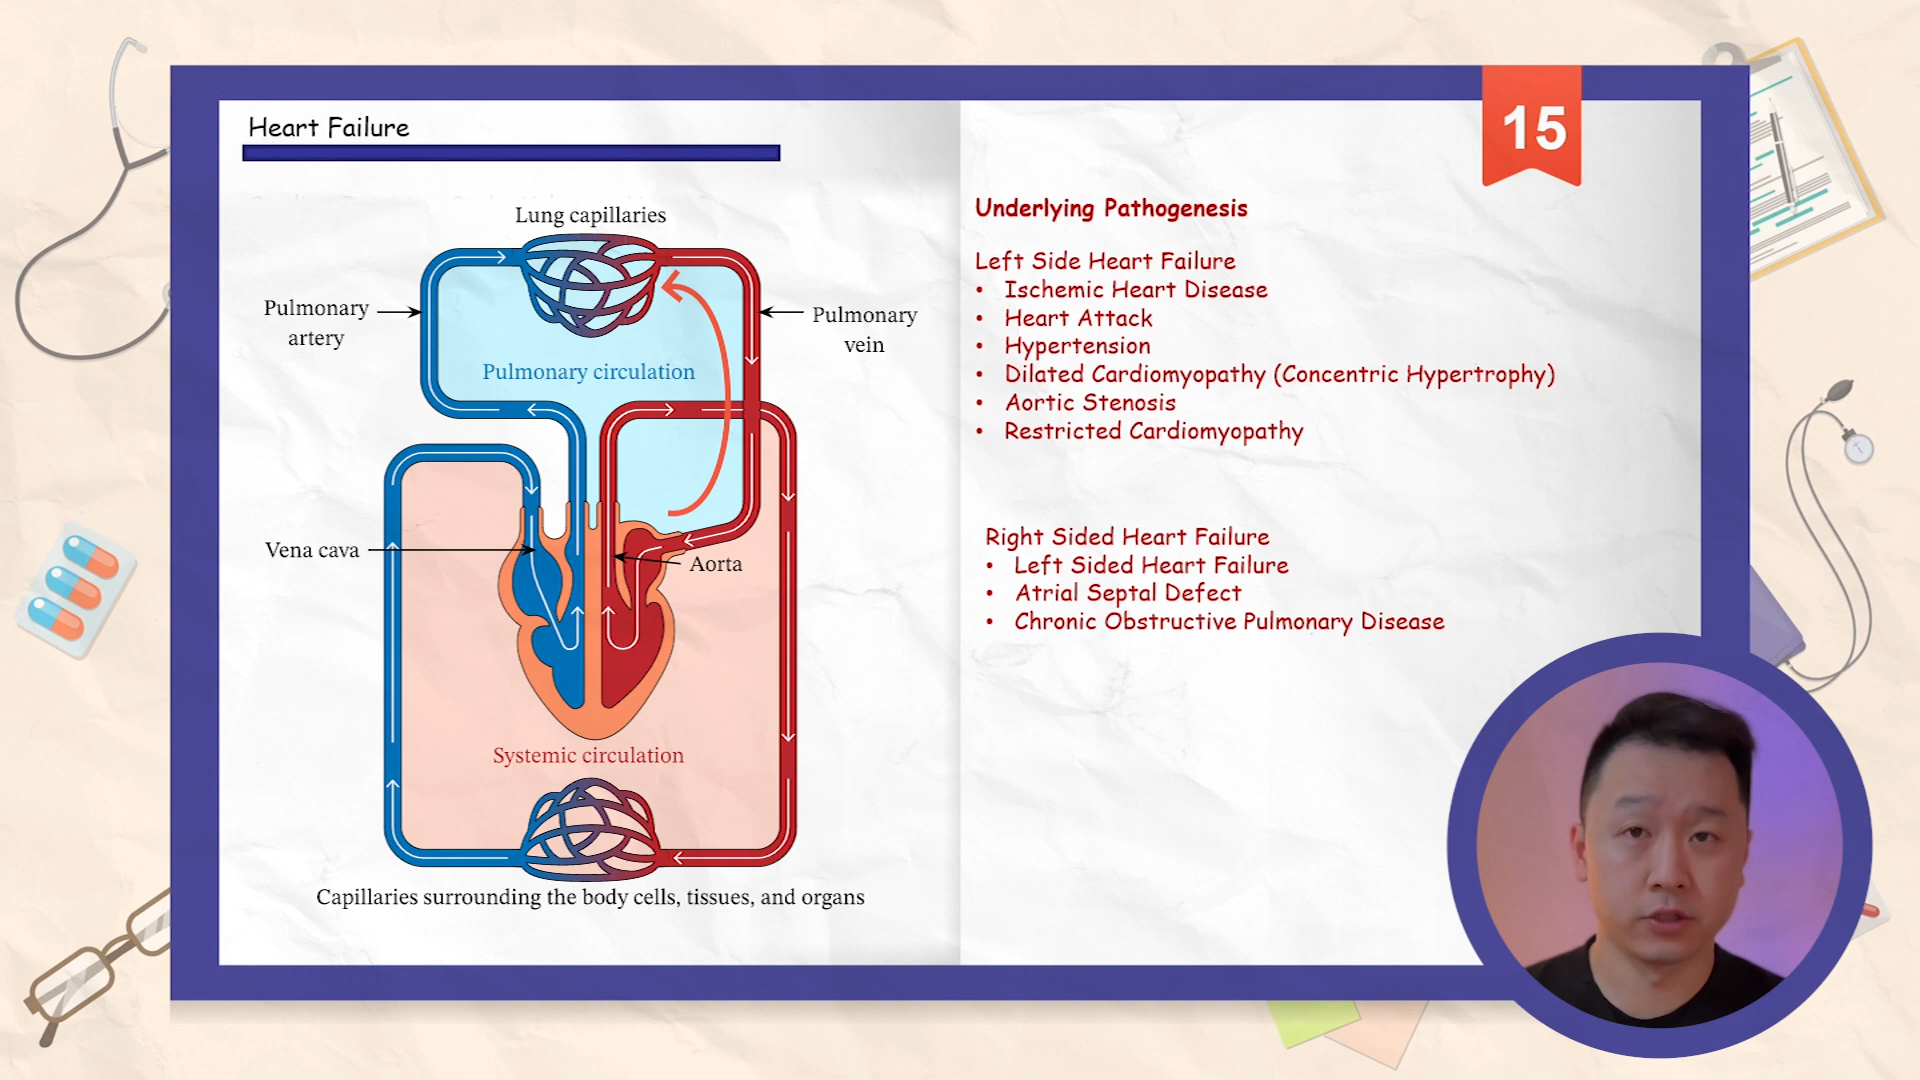 Heart Failure
15
Lung capillaries
Pulmonary
artery
Pulmonary
vein
Pulmonary circulation
Vena cava
Aorta
Systemic circulation
Capillaries surrounding the body cells, tissues, and organs
Underlying Pathogenesis
Left Side Heart Failure
• Ischemic Heart Disease
• Heart Attack
• Hypertension
• Dilated Cardiomyopathy (Concentric Hypertrophy)
• Aortic Stenosis
• Restricted Cardiomyopathy
Right Sided Heart Failure
• Left Sided Heart Failure
• Atrial Septal Defect
• Chronic Obstructive Pulmonary Disease